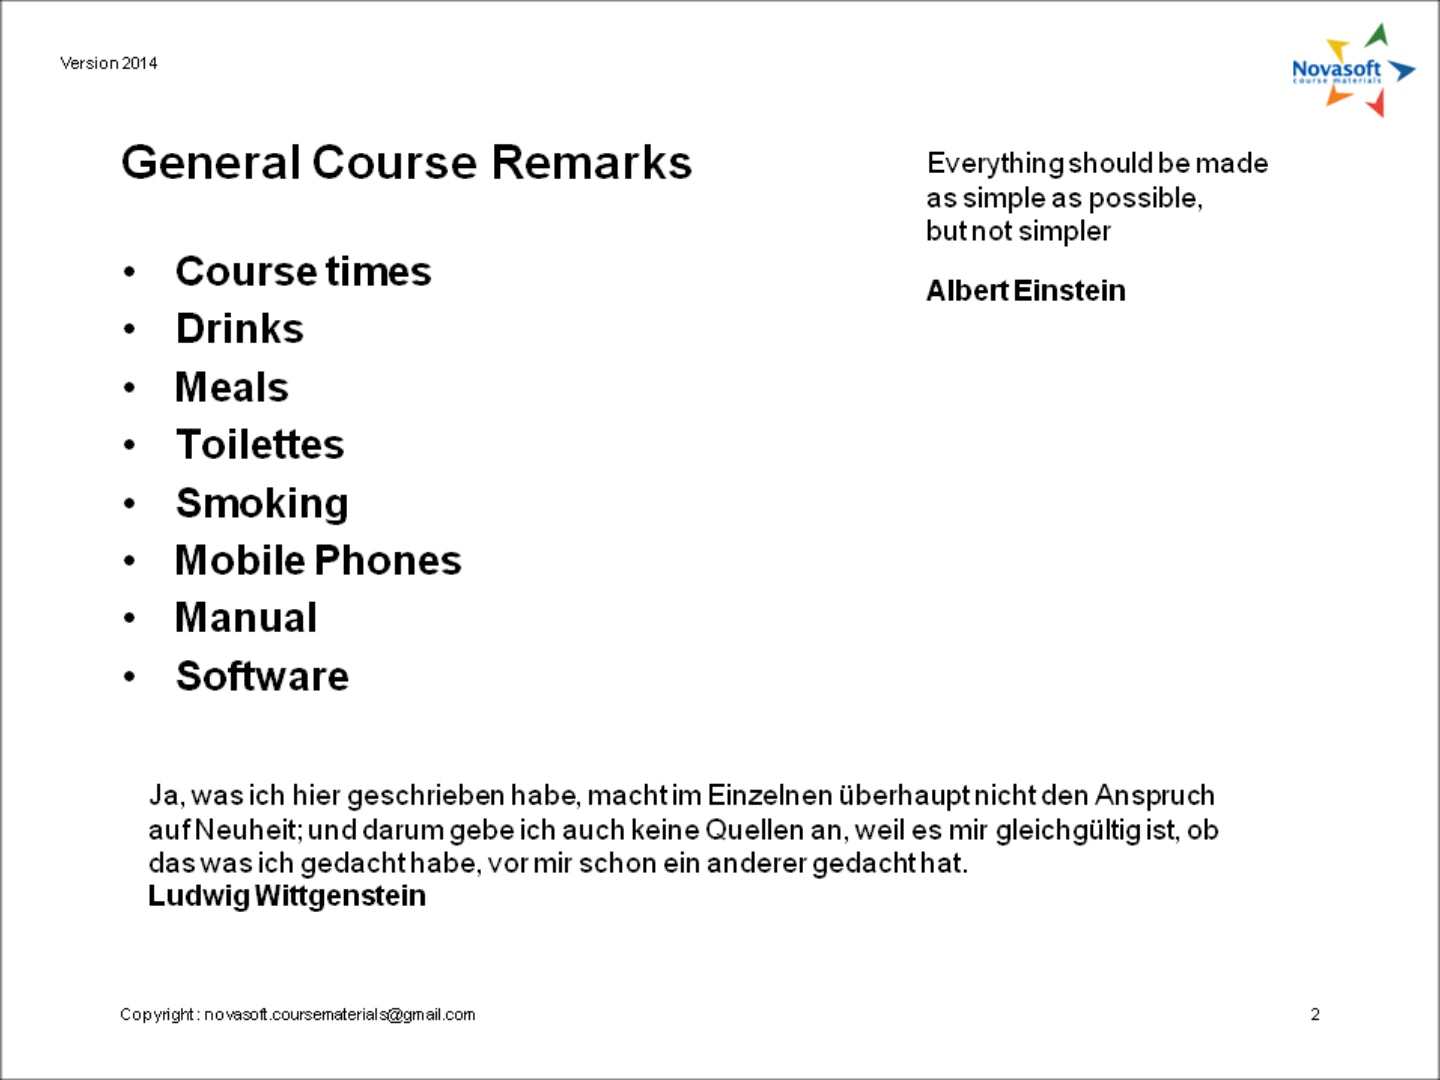 Version 2014
Novasoft
course materials
General Course Remarks
Everything should be made
as simple as possible,
but not simpler
Albert Einstein
• Course times
• Drinks
• Meals
• Toilettes
• Smoking
• Mobile Phones
• Manual
• Software
Ja, was ich hier geschrieben habe, macht im Einzelnen überhaupt nicht den Anspruch
auf Neuheit; und darum gebe ich auch keine Quellen an, weil es mir gleichgültig ist, ob
das was ich gedacht habe, vor mir schon ein anderer gedacht hat.
Ludwig Wittgenstein
Copyright : novasoft.coursematerials@gmail.com
2